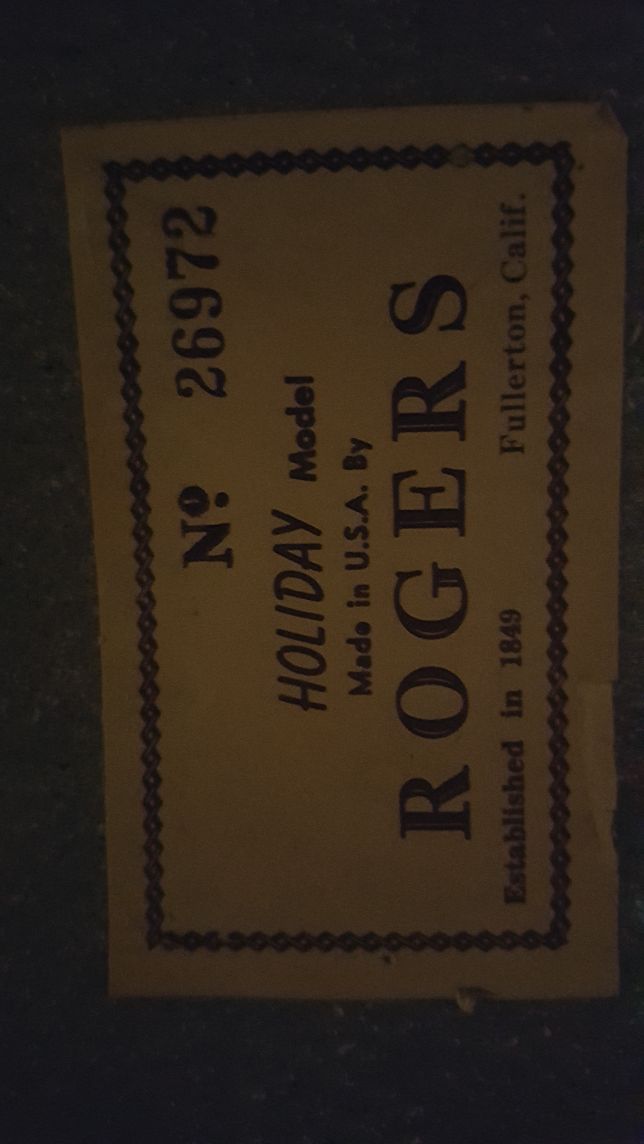 Nº 26972
HOLIDAY Model
Made in U.S.A. By
ROGERS
Established in 1849 Fullerton, Calif.